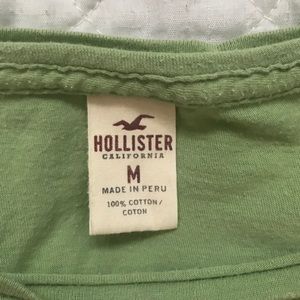 HOLLISTER
CALIFORNIA
M
MADE IN PERU
100% COTTON/
COTON